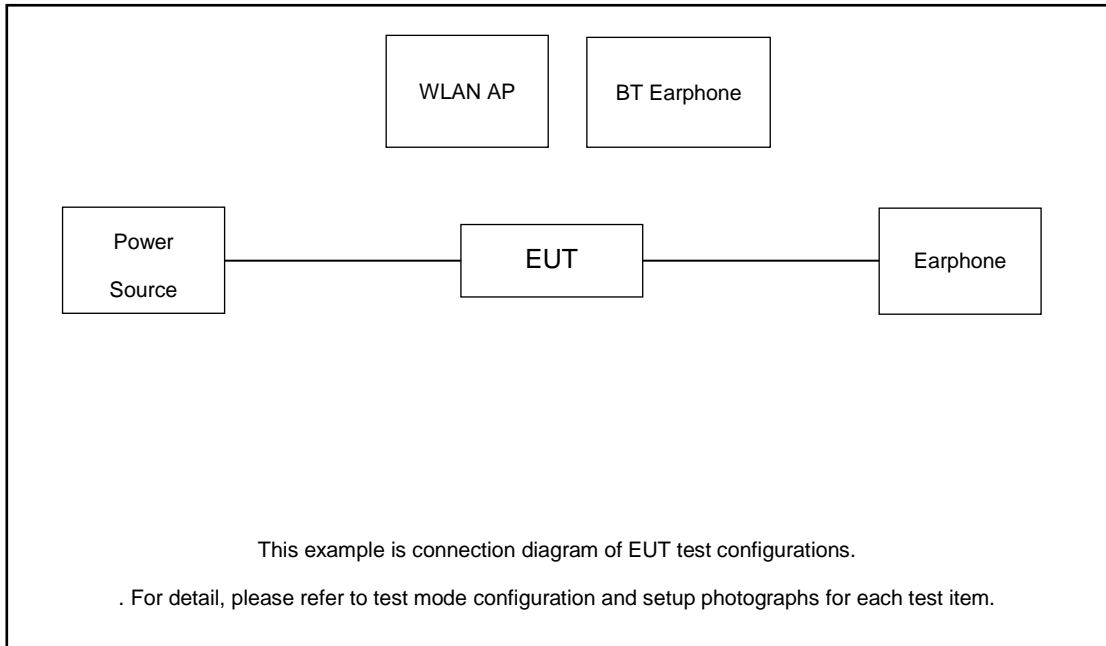 WLAN AP
BT Earphone
Power
Source
EUT
Earphone
This example is connection diagram of EUT test configurations.
. For detail, please refer to test mode configuration and setup photographs for each test item.